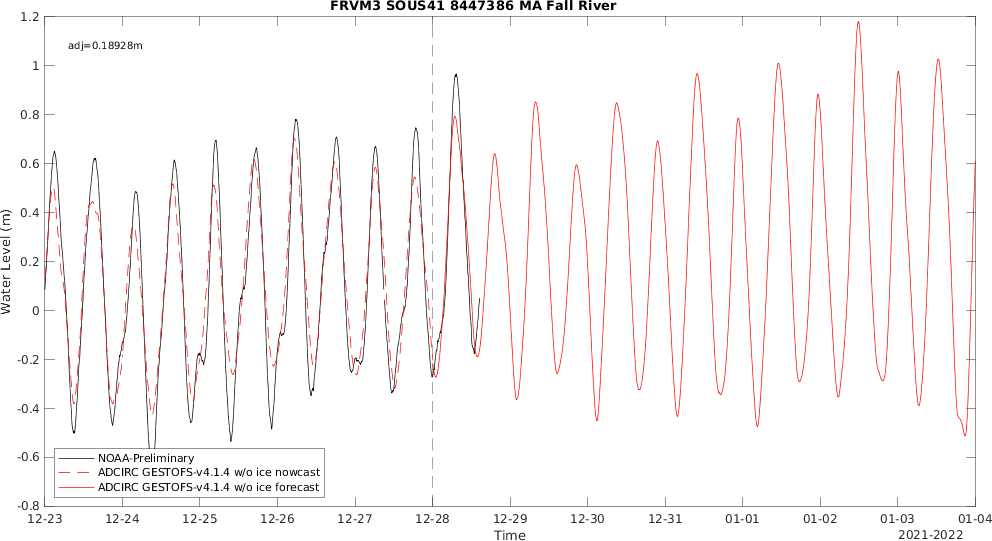 FRVM3 SOUS41 8447386 MA Fall River
adj=0.18928m
1.2
1
0.8
0.6
0.4
0.2
0
-0.2
-0.4
-0.6
-0.8
Water Level (m)
NOAA-Preliminary
ADCIRC GESTOFS-v4.1.4 w/o ice nowcast
ADCIRC GESTOFS-v4.1.4 w/o ice forecast
12-23 12-24 12-25 12-26 12-27 12-28 12-29 12-30 12-31 01-01 01-02 01-03 01-04
Time
2021-2022